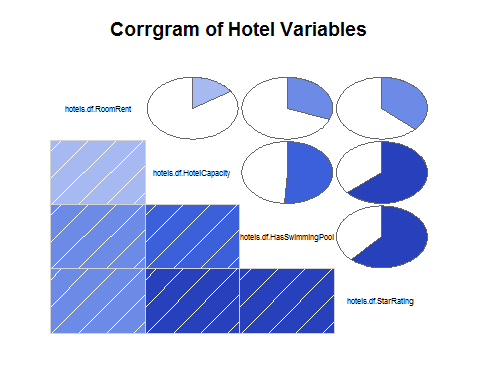 Corrgram of Hotel Variables
hotels.df.RoomRent
hotels.df.HotelCapacity
hotels.df.HasSwimmingPool
hotels.df.StarRating